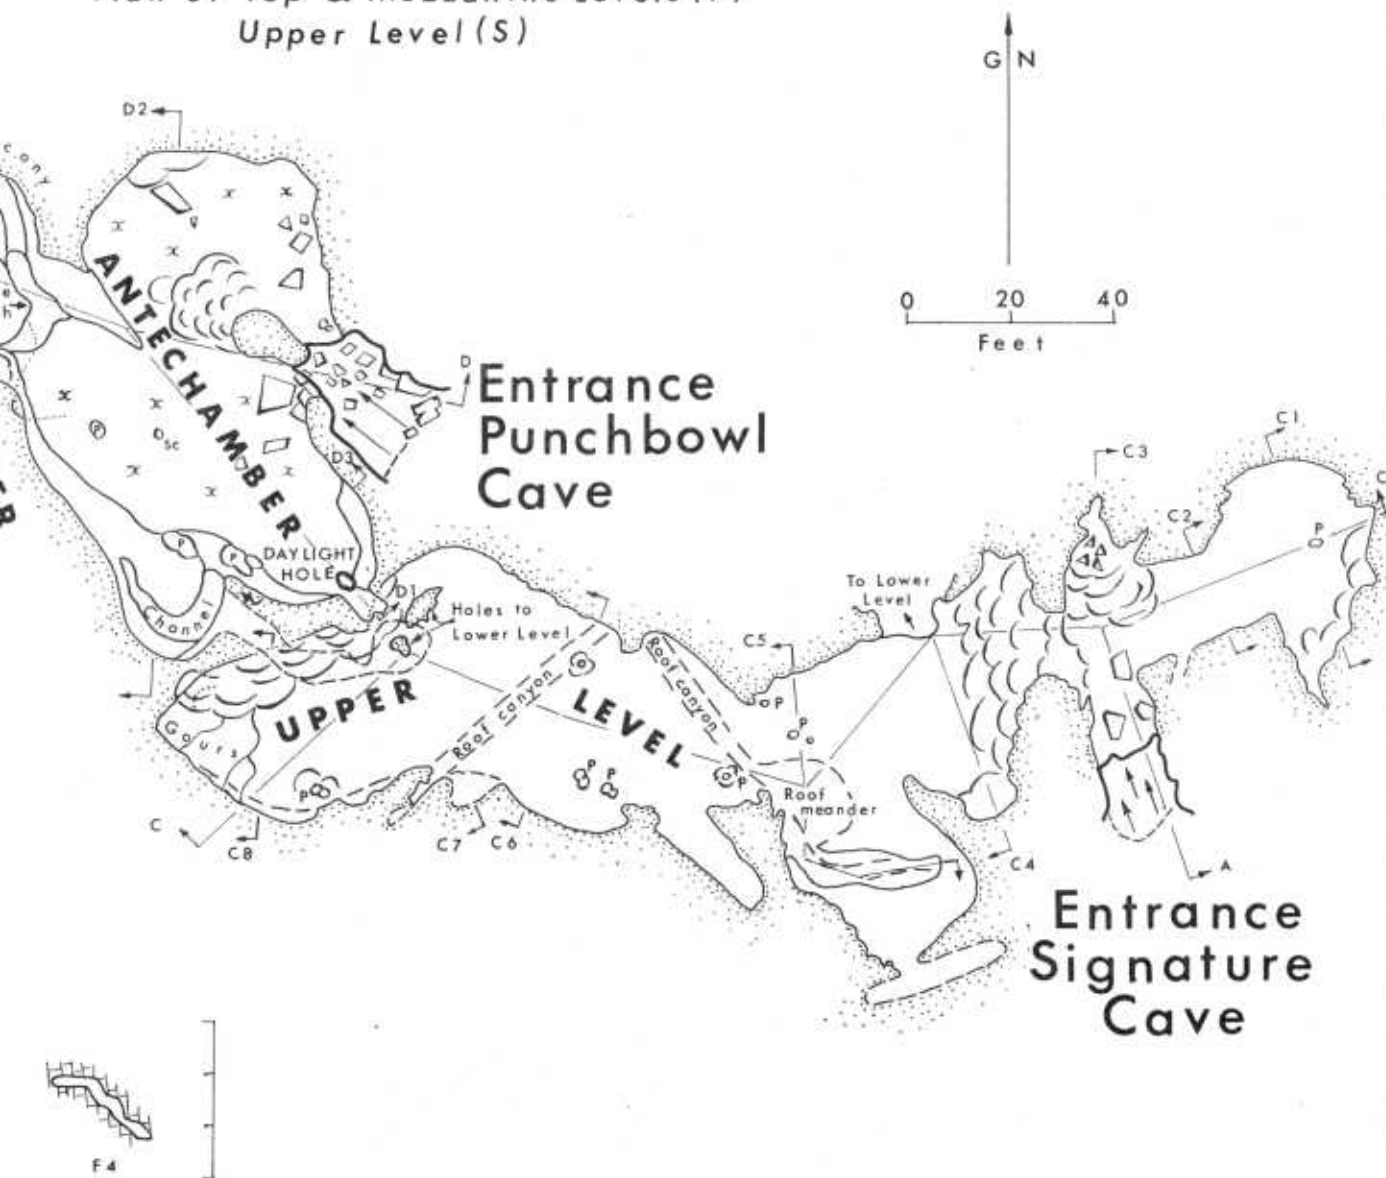 Upper Level (S)
G N
D2
cony
0 20 40
Feet
ANTECHAMBER
D
Entrance
Punchbowl
Cave
C1
C3
C2
P
P
SC
D3
DAYLIGHT
HOLE
P
P
Channel
D1
Holes to
Lower Level
To Lower
Level
C5
UPPER
LEVEL
Roof canyon
Roof canyon
Gours
P
P
P
P
P
P
Roof
meander
C
C8
C7
C6
C4
A
Entrance
Signature
Cave
F4